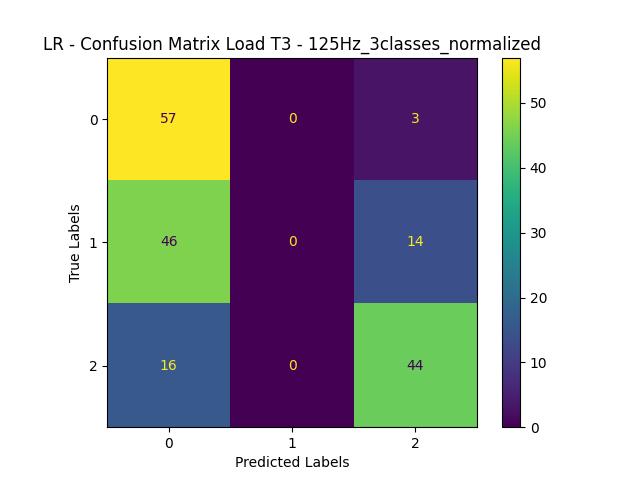 LR - Confusion Matrix Load T3 - 125Hz_3classes_normalized
0 57 0 3
1 46 0 14
2 16 0 44
0 1 2
Predicted Labels
True Labels
50
40
30
20
10
0